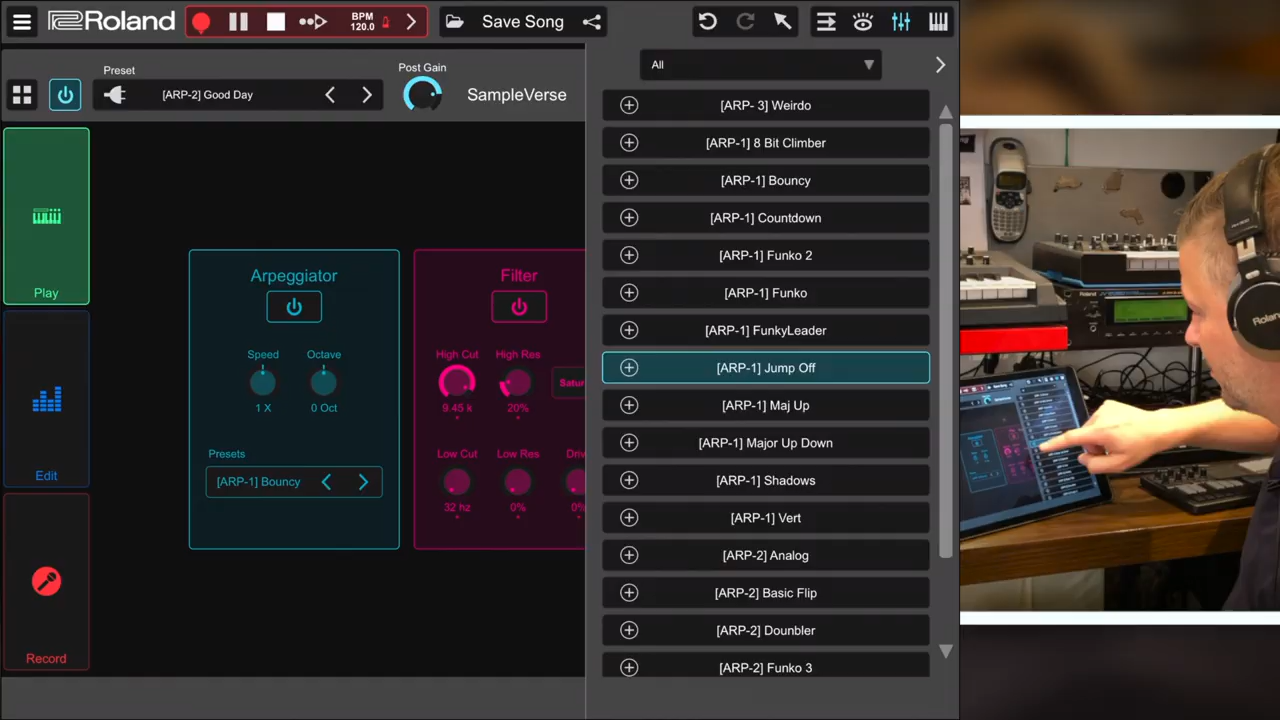 Roland
BPM
120.0
Save Song
Preset
[ARP-2] Good Day
Post Gain
SampleVerse
All
[ARP- 3] Weirdo
[ARP-1] 8 Bit Climber
[ARP-1] Bouncy
[ARP-1] Countdown
[ARP-1] Funko 2
[ARP-1] Funko
[ARP-1] FunkyLeader
[ARP-1] Jump Off
[ARP-1] Maj Up
[ARP-1] Major Up Down
[ARP-1] Shadows
[ARP-1] Vert
[ARP-2] Analog
[ARP-2] Basic Flip
[ARP-2] Dounbler
[ARP-2] Funko 3
Play
Edit
Record
Arpeggiator
Speed
Octave
1 X
0 Oct
Presets
[ARP-1] Bouncy
Filter
High Cut
High Res
9.45 k
20%
Satur
Low Cut
Low Res
Driv
32 hz
0%
0%
Roland
Roland